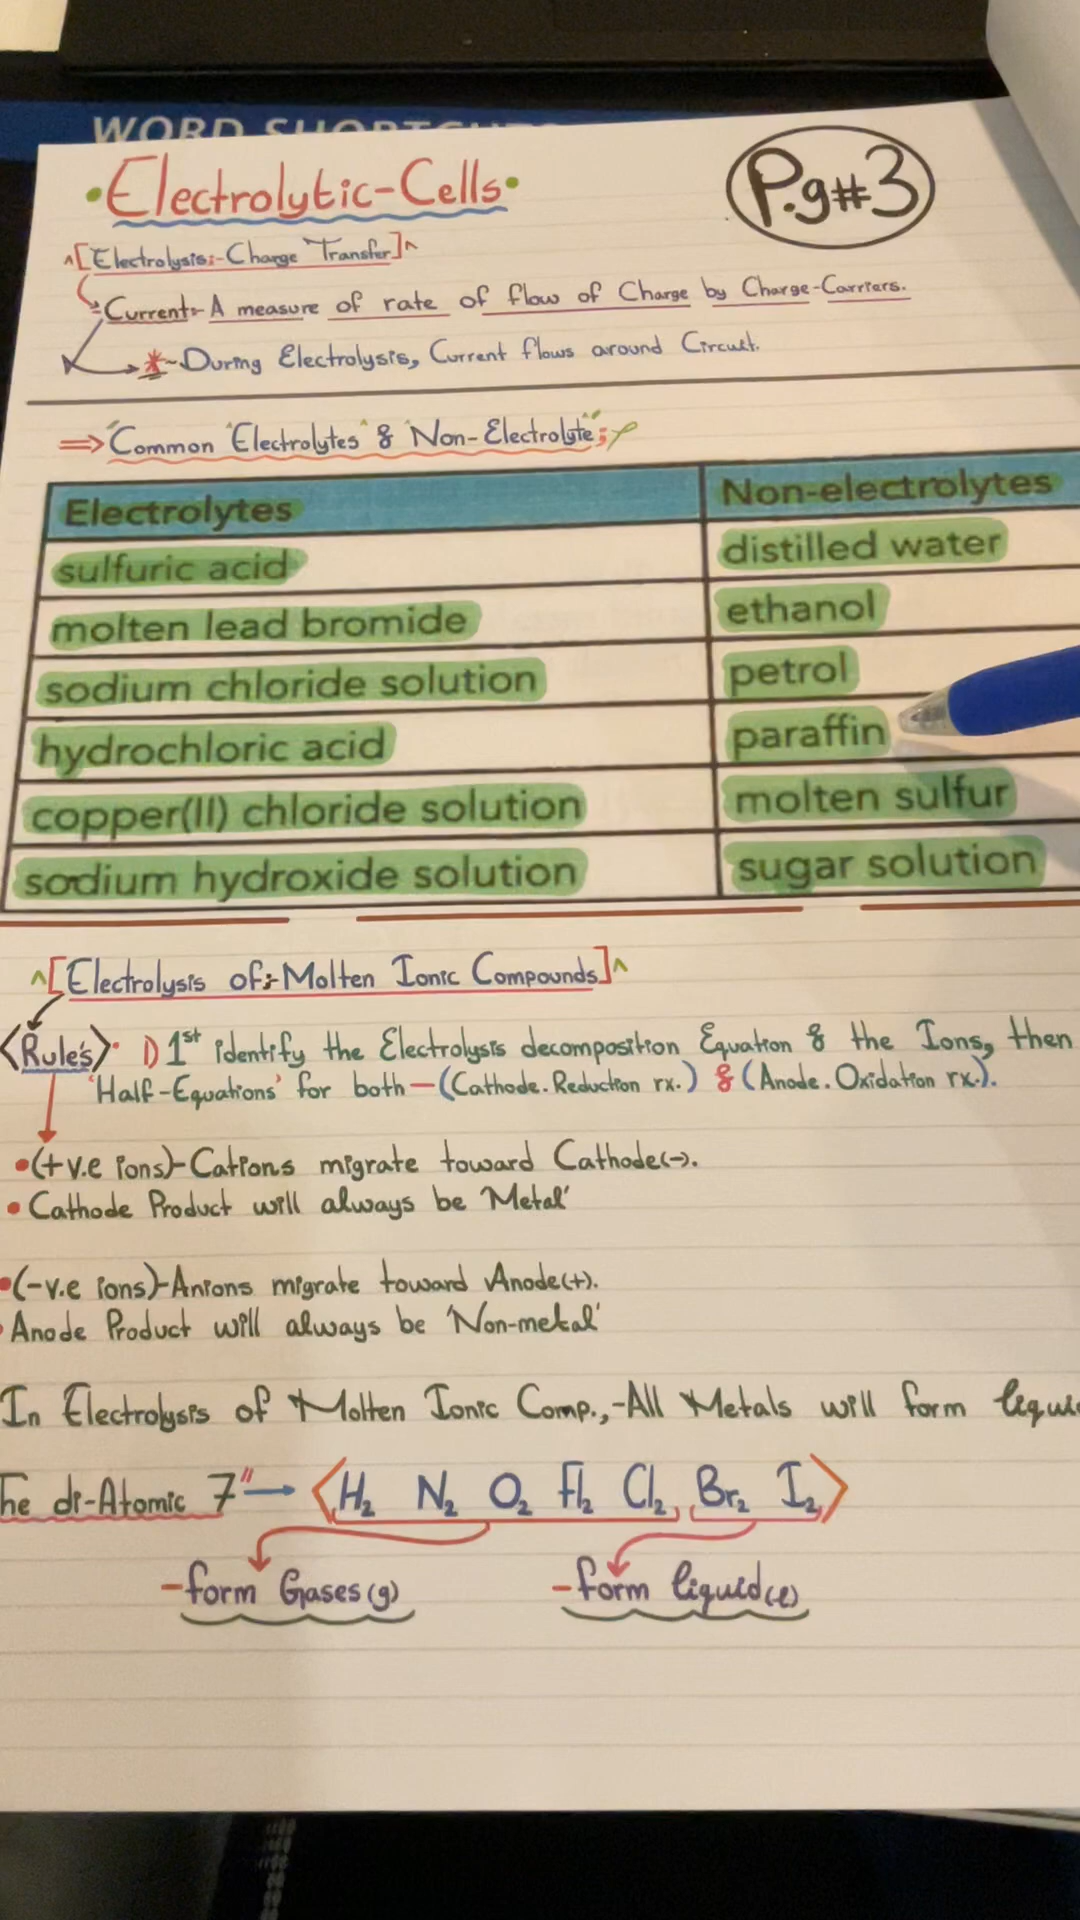 WORD SHORTCUTS
•Electrolytic-Cells•
P.g#3
^[Electrolysis:-Charge Transfer]^
Current:- A measure of rate of flow of Charge by Charge-Carriers.
*~During Electrolysis, Current flows around Circuit.
⇒ Common "Electrolytes" & "Non-Electrolyte";
Electrolytes Non-electrolytes
sulfuric acid distilled water
molten lead bromide ethanol
sodium chloride solution petrol
hydrochloric acid paraffin
copper(II) chloride solution molten sulfur
sodium hydroxide solution sugar solution
^[Electrolysis of:-Molten Ionic Compounds]^
<Rule's>• 1) 1st identify the Electrolysis decomposition Equation & the Ions, then
'Half-Equations' for both—(Cathode.Reduction rx.) & (Anode.Oxidation rx.).
•(+v.e ions)-Cations migrate toward Cathode(-).
• Cathode Product will always be 'Metal'
•(-v.e ions)-Anions migrate toward Anode(+).
• Anode Product will always be 'Non-metal'
In Electrolysis of Molten Ionic Comp.,-All Metals will form
The di-Atomic 7"→ <H2 N2 O2 Fl2 Cl2, Br2 I2>
-form Gases(g) -form liquid(l)